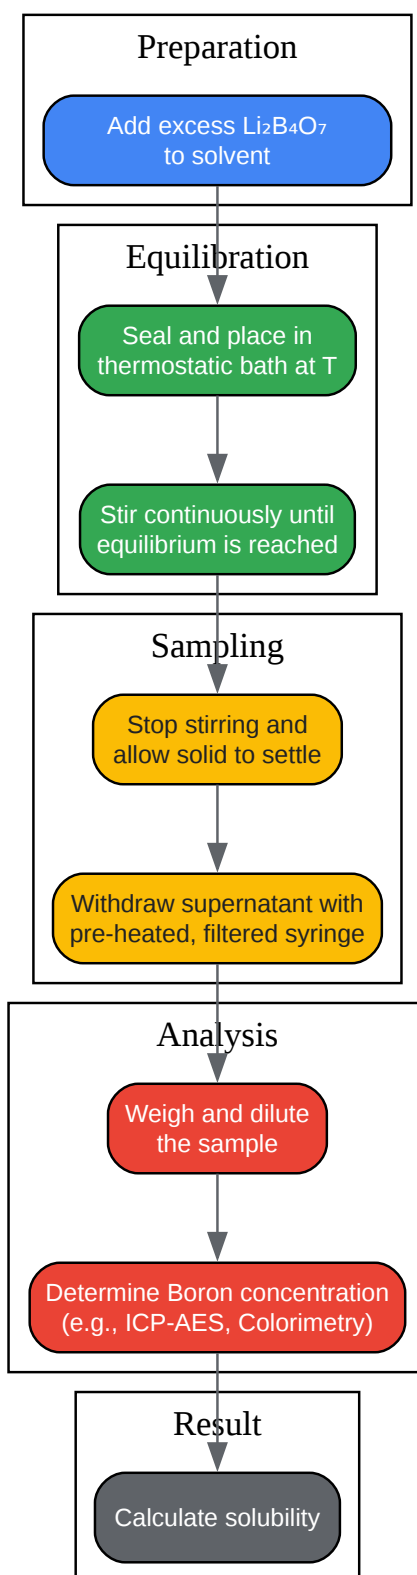 Preparation
Add excess Li₂B₄O₇
to solvent
Equilibration
Seal and place in
thermostatic bath at T
Stir continuously until
equilibrium is reached
Sampling
Stop stirring and
allow solid to settle
Withdraw supernatant with
pre-heated, filtered syringe
Analysis
Weigh and dilute
the sample
Determine Boron concentration
(e.g., ICP-AES, Colorimetry)
Result
Calculate solubility